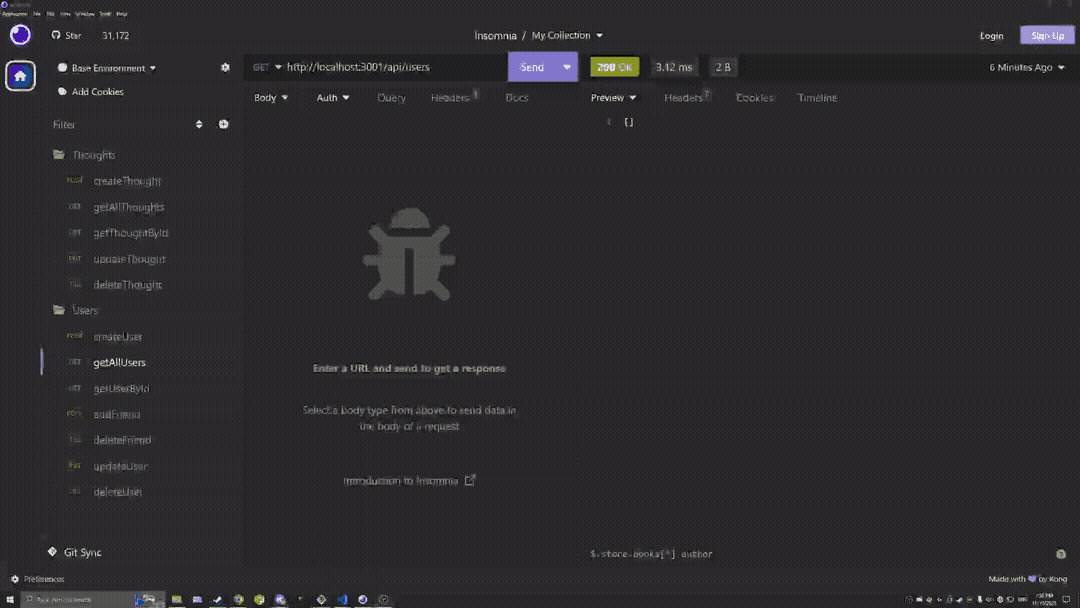 Application File Edit View Window Tools Help
Star 31,172
Insomnia / My Collection
Login Sign Up
Base Environment
Add Cookies
GET http://localhost:3001/api/users Send
200 OK 3.12 ms 2 B
6 Minutes Ago
Body Auth Query Headers 1 Docs
Preview Headers 7 Cookies Timeline
1 []
Filter
Thoughts
POST createThought
GET getAllThoughts
GET getThoughtById
PUT updateThought
DEL deleteThought
Users
POST createUser
GET getAllUsers
GET getUserById
POST addFriend
DEL deleteFriend
PUT updateUser
DEL deleteUser
Enter a URL and send to get a response
Select a body type from above to send data in
the body of a request
Introduction to Insomnia
$.store.books[*].author
Git Sync
Preferences
Made with by Kong
Type here to search